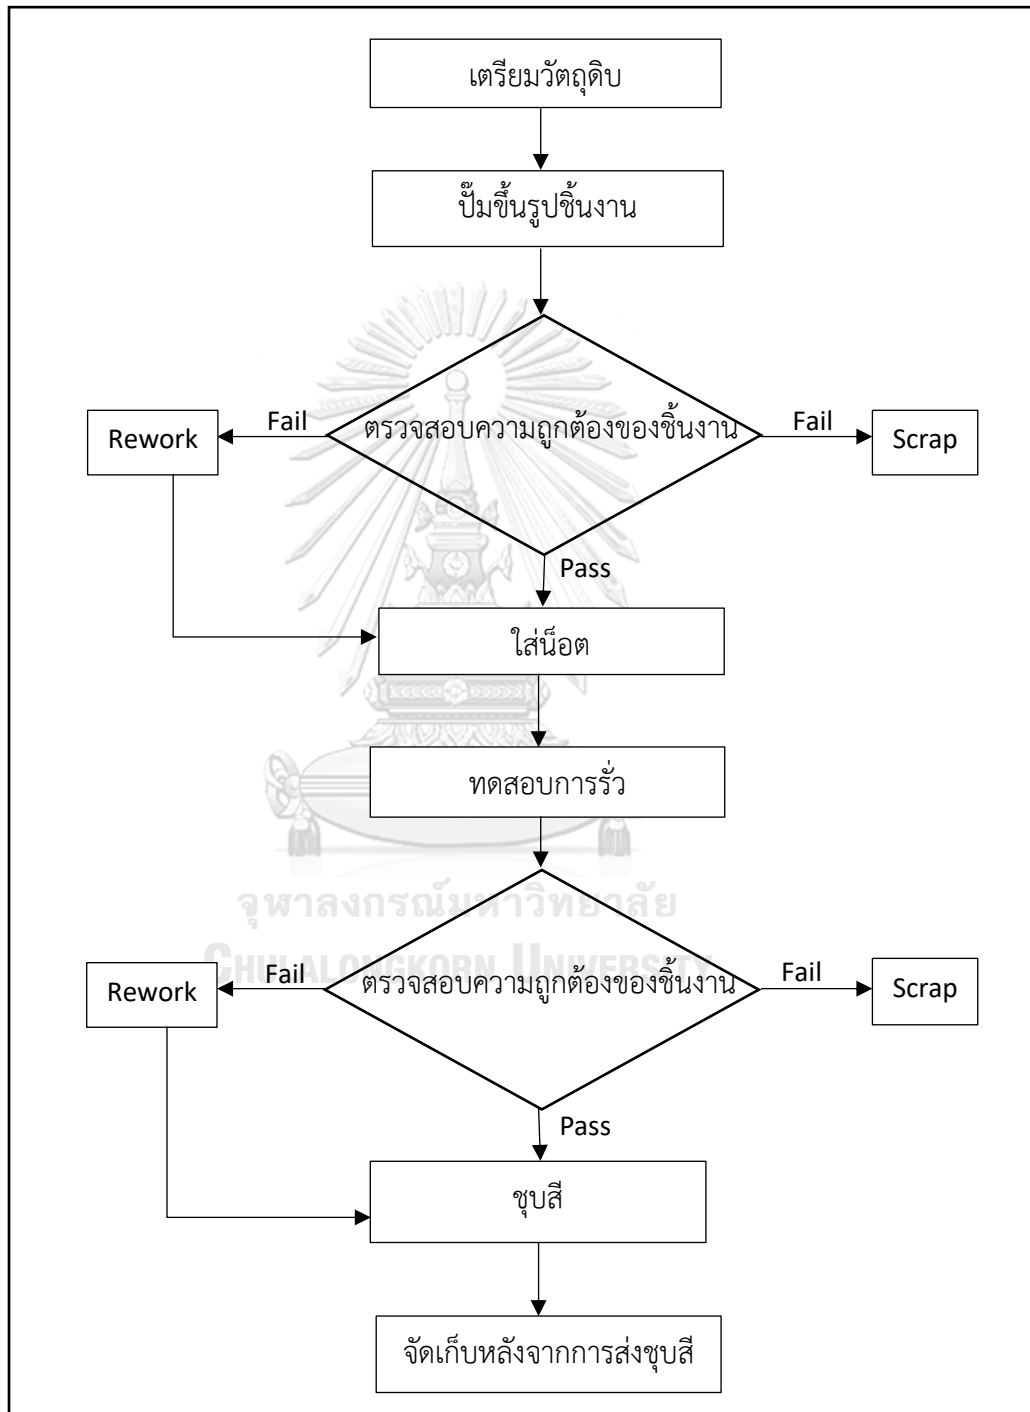 เตรียมวัตถุดิบ
ปั๊มขึ้นรูปชิ้นงาน
Rework
Fail
ตรวจสอบความถูกต้องของชิ้นงาน
Fail
Scrap
Pass
ใส่น็อต
ทดสอบการรั่ว
จุฬาลงกรณ์มหาวิทยาลัย
CHULALONGKORN UNIVERSITY
Rework
Fail
ตรวจสอบความถูกต้องของชิ้นงาน
Fail
Scrap
Pass
ชุบสี
จัดเก็บหลังจากการส่งชุบสี